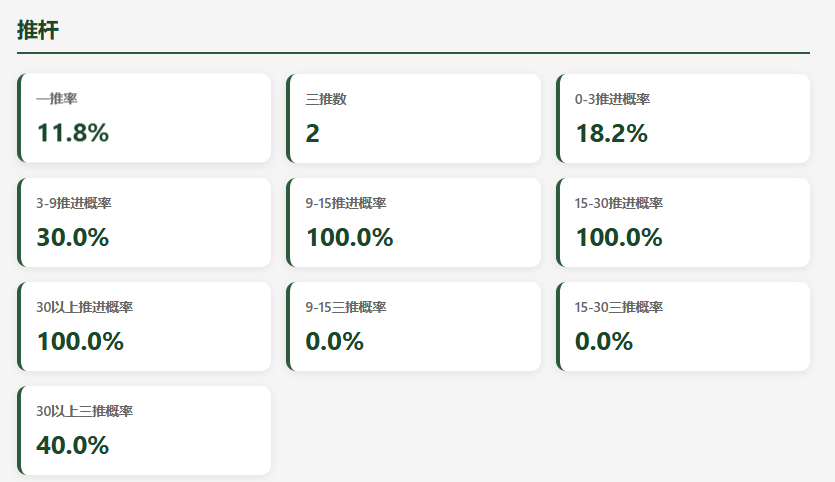 推杆
一推率
11.8%
三推数
2
0-3推进概率
18.2%
3-9推进概率
30.0%
9-15推进概率
100.0%
15-30推进概率
100.0%
30以上推进概率
100.0%
9-15三推概率
0.0%
15-30三推概率
0.0%
30以上三推概率
40.0%